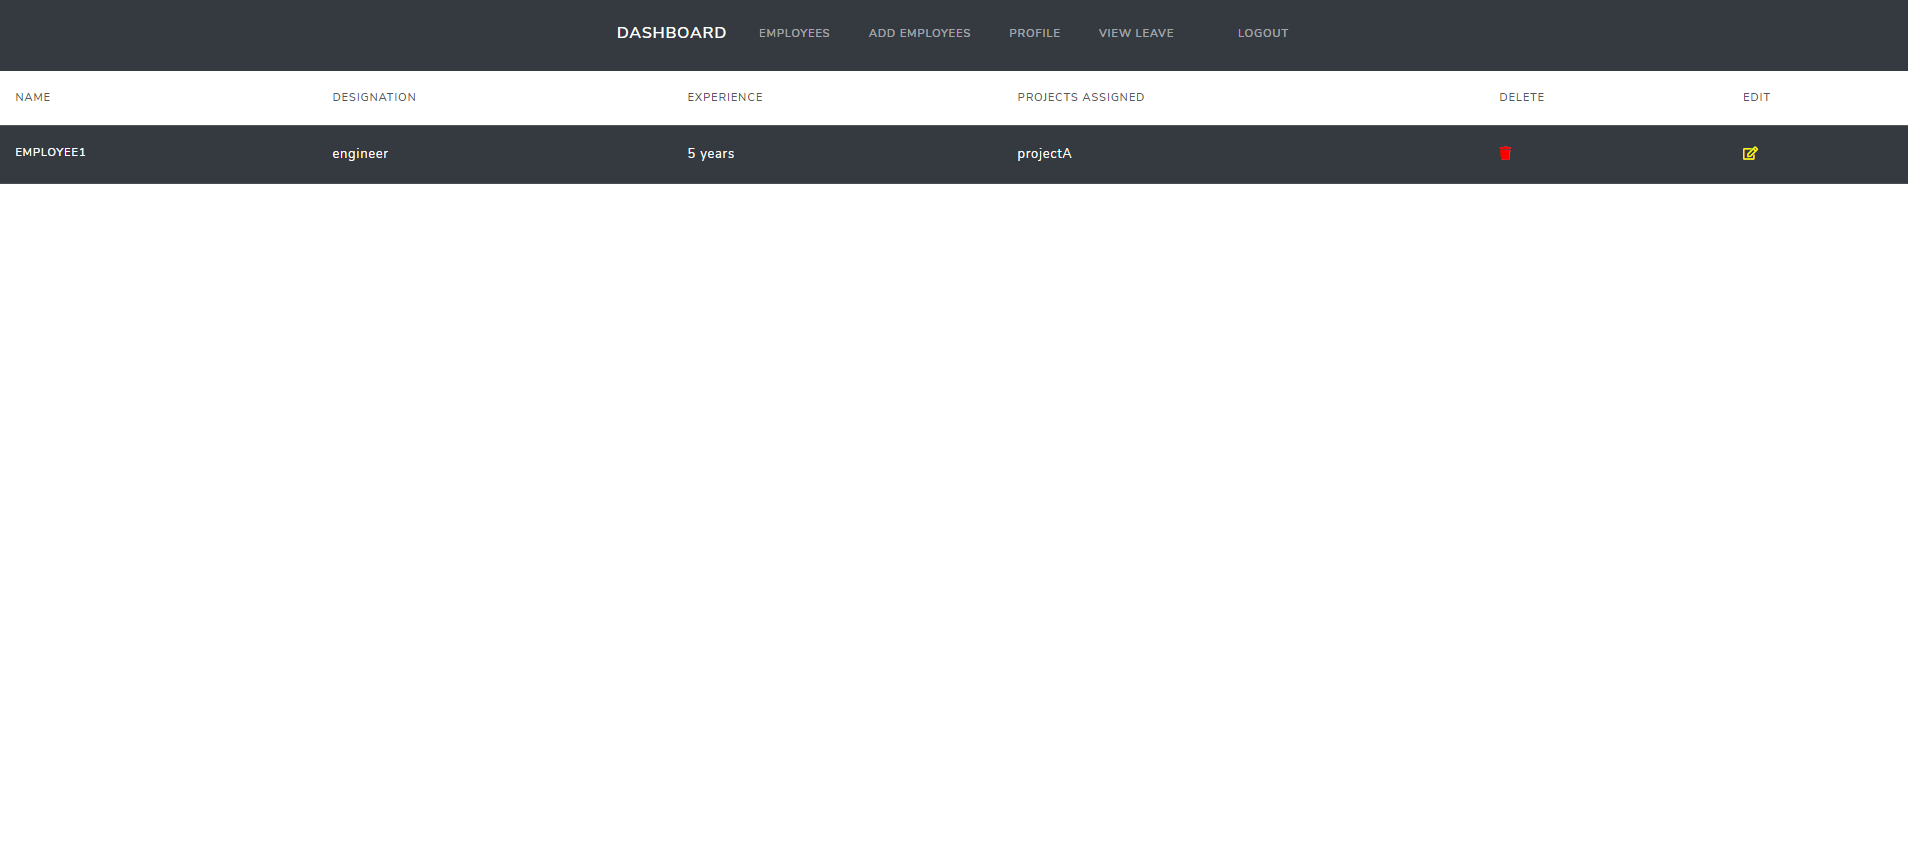 DASHBOARD EMPLOYEES ADD EMPLOYEES PROFILE VIEW LEAVE LOGOUT
NAME DESIGNATION EXPERIENCE PROJECTS ASSIGNED DELETE EDIT
EMPLOYEE1 engineer 5 years projectA